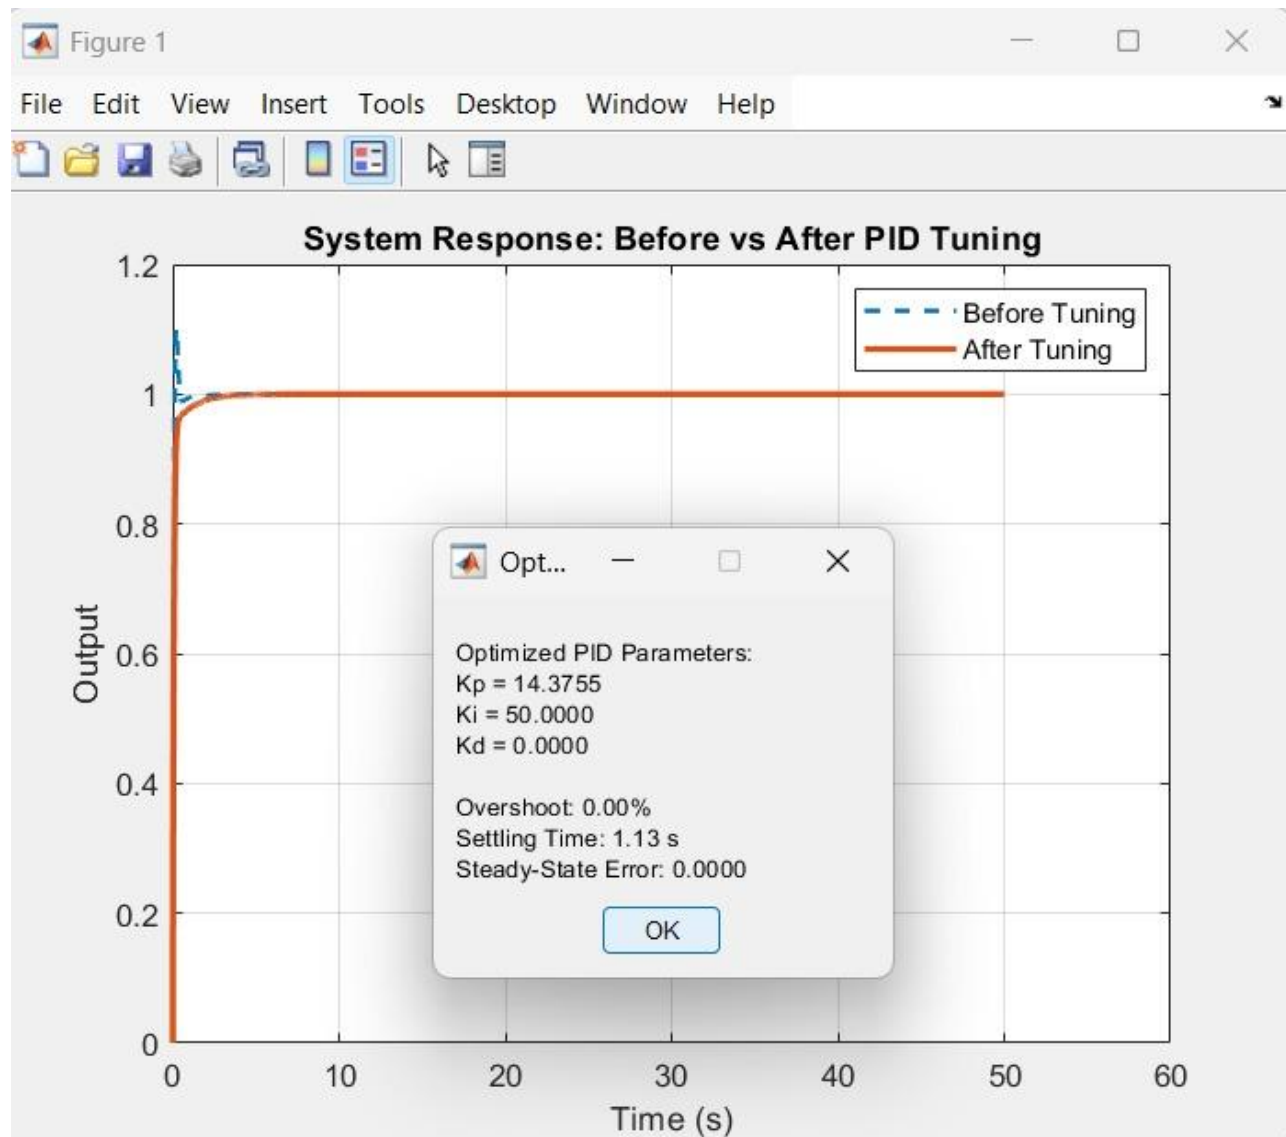 Figure 1
File Edit View Insert Tools Desktop Window Help
System Response: Before vs After PID Tuning
1.2
1
0.8
0.6
0.4
0.2
0
Output
Before Tuning
After Tuning
Opt...
Optimized PID Parameters:
Kp = 14.3755
Ki = 50.0000
Kd = 0.0000
Overshoot: 0.00%
Settling Time: 1.13 s
Steady-State Error: 0.0000
OK
0 10 20 30 40 50 60
Time (s)